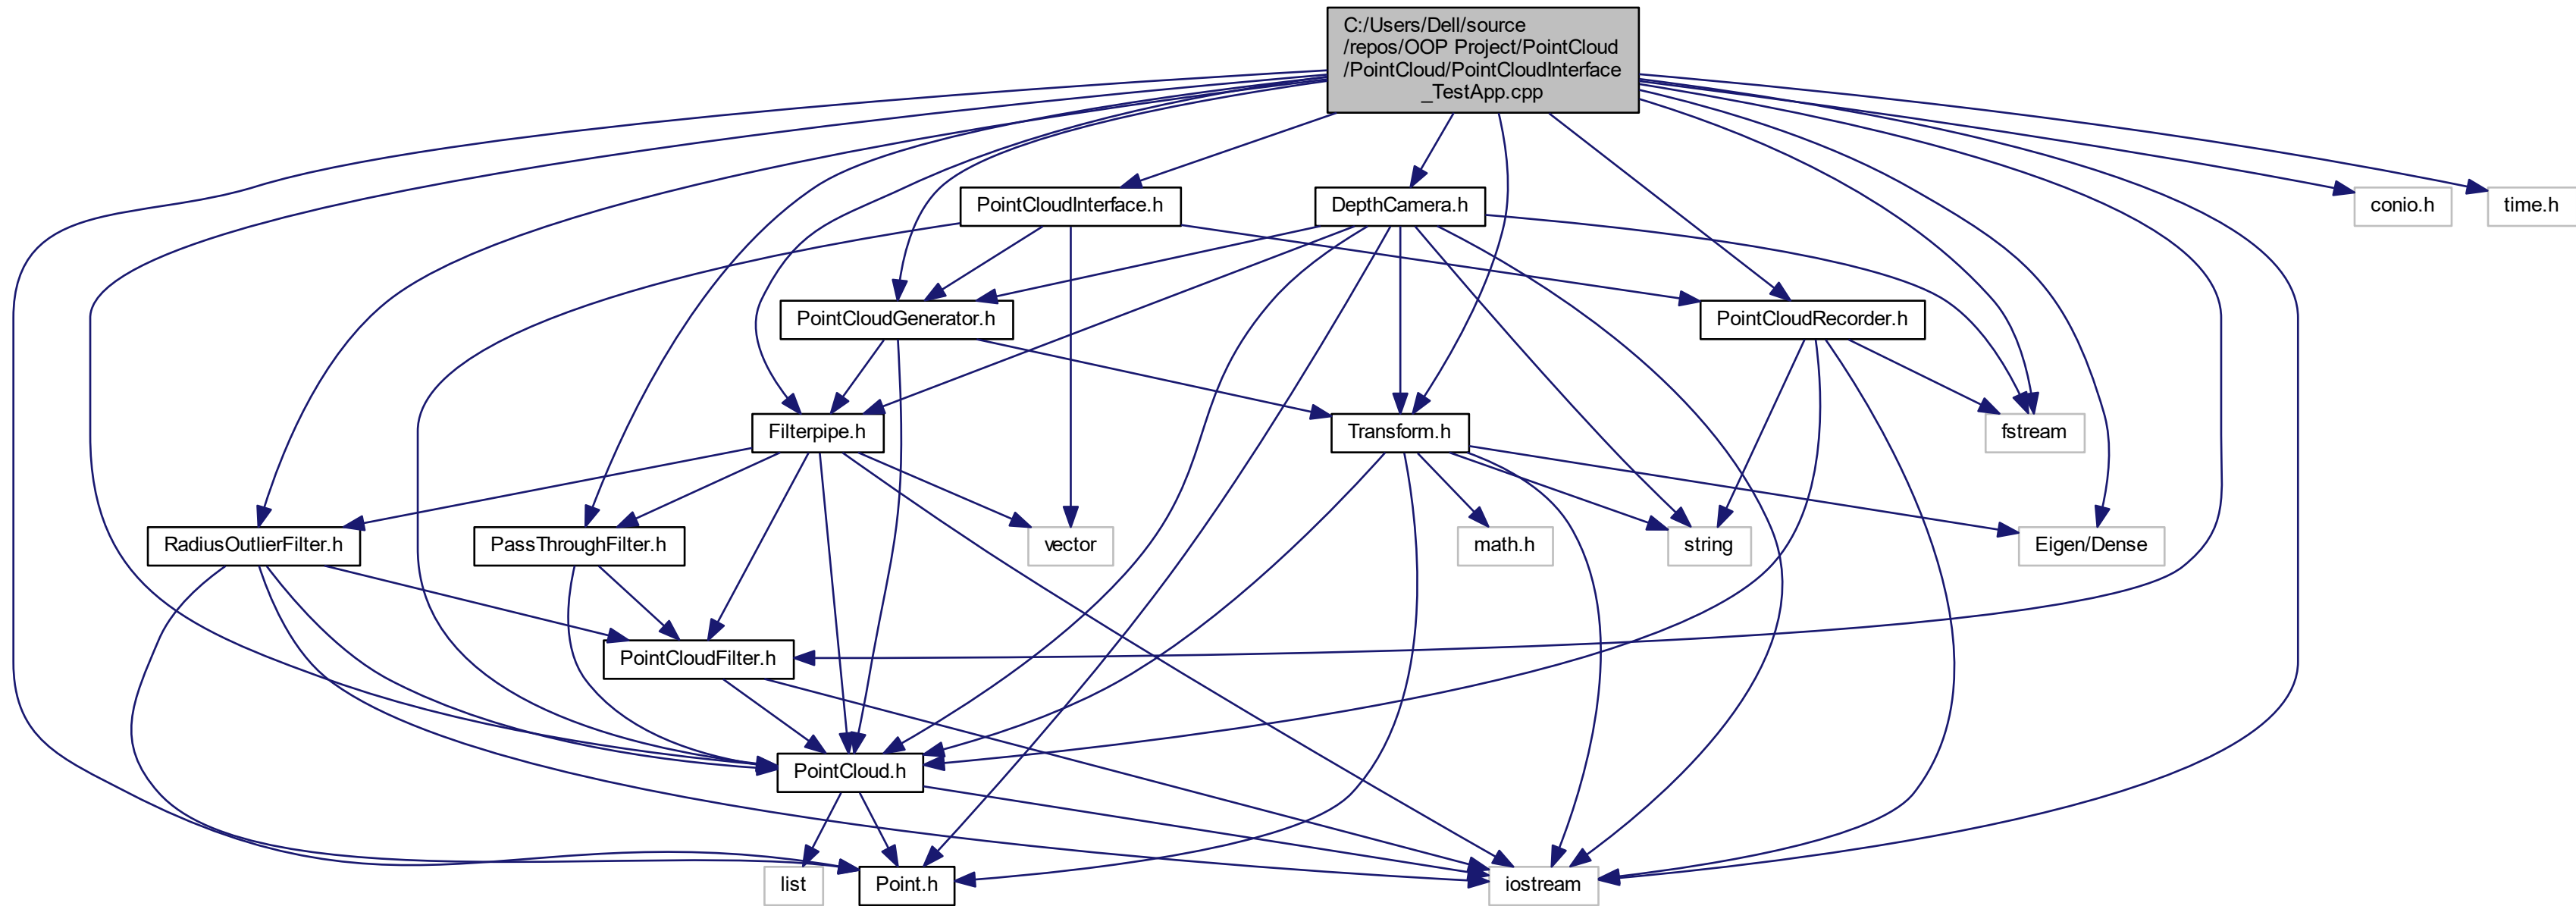 C:/Users/Dell/source
/repos/OOP Project/PointCloud
/PointCloud/PointCloudInterface
_TestApp.cpp
PointCloudInterface.h
DepthCamera.h
conio.h
time.h
PointCloudGenerator.h
PointCloudRecorder.h
Filterpipe.h
Transform.h
fstream
RadiusOutlierFilter.h
PassThroughFilter.h
vector
math.h
string
Eigen/Dense
PointCloudFilter.h
PointCloud.h
list
Point.h
iostream